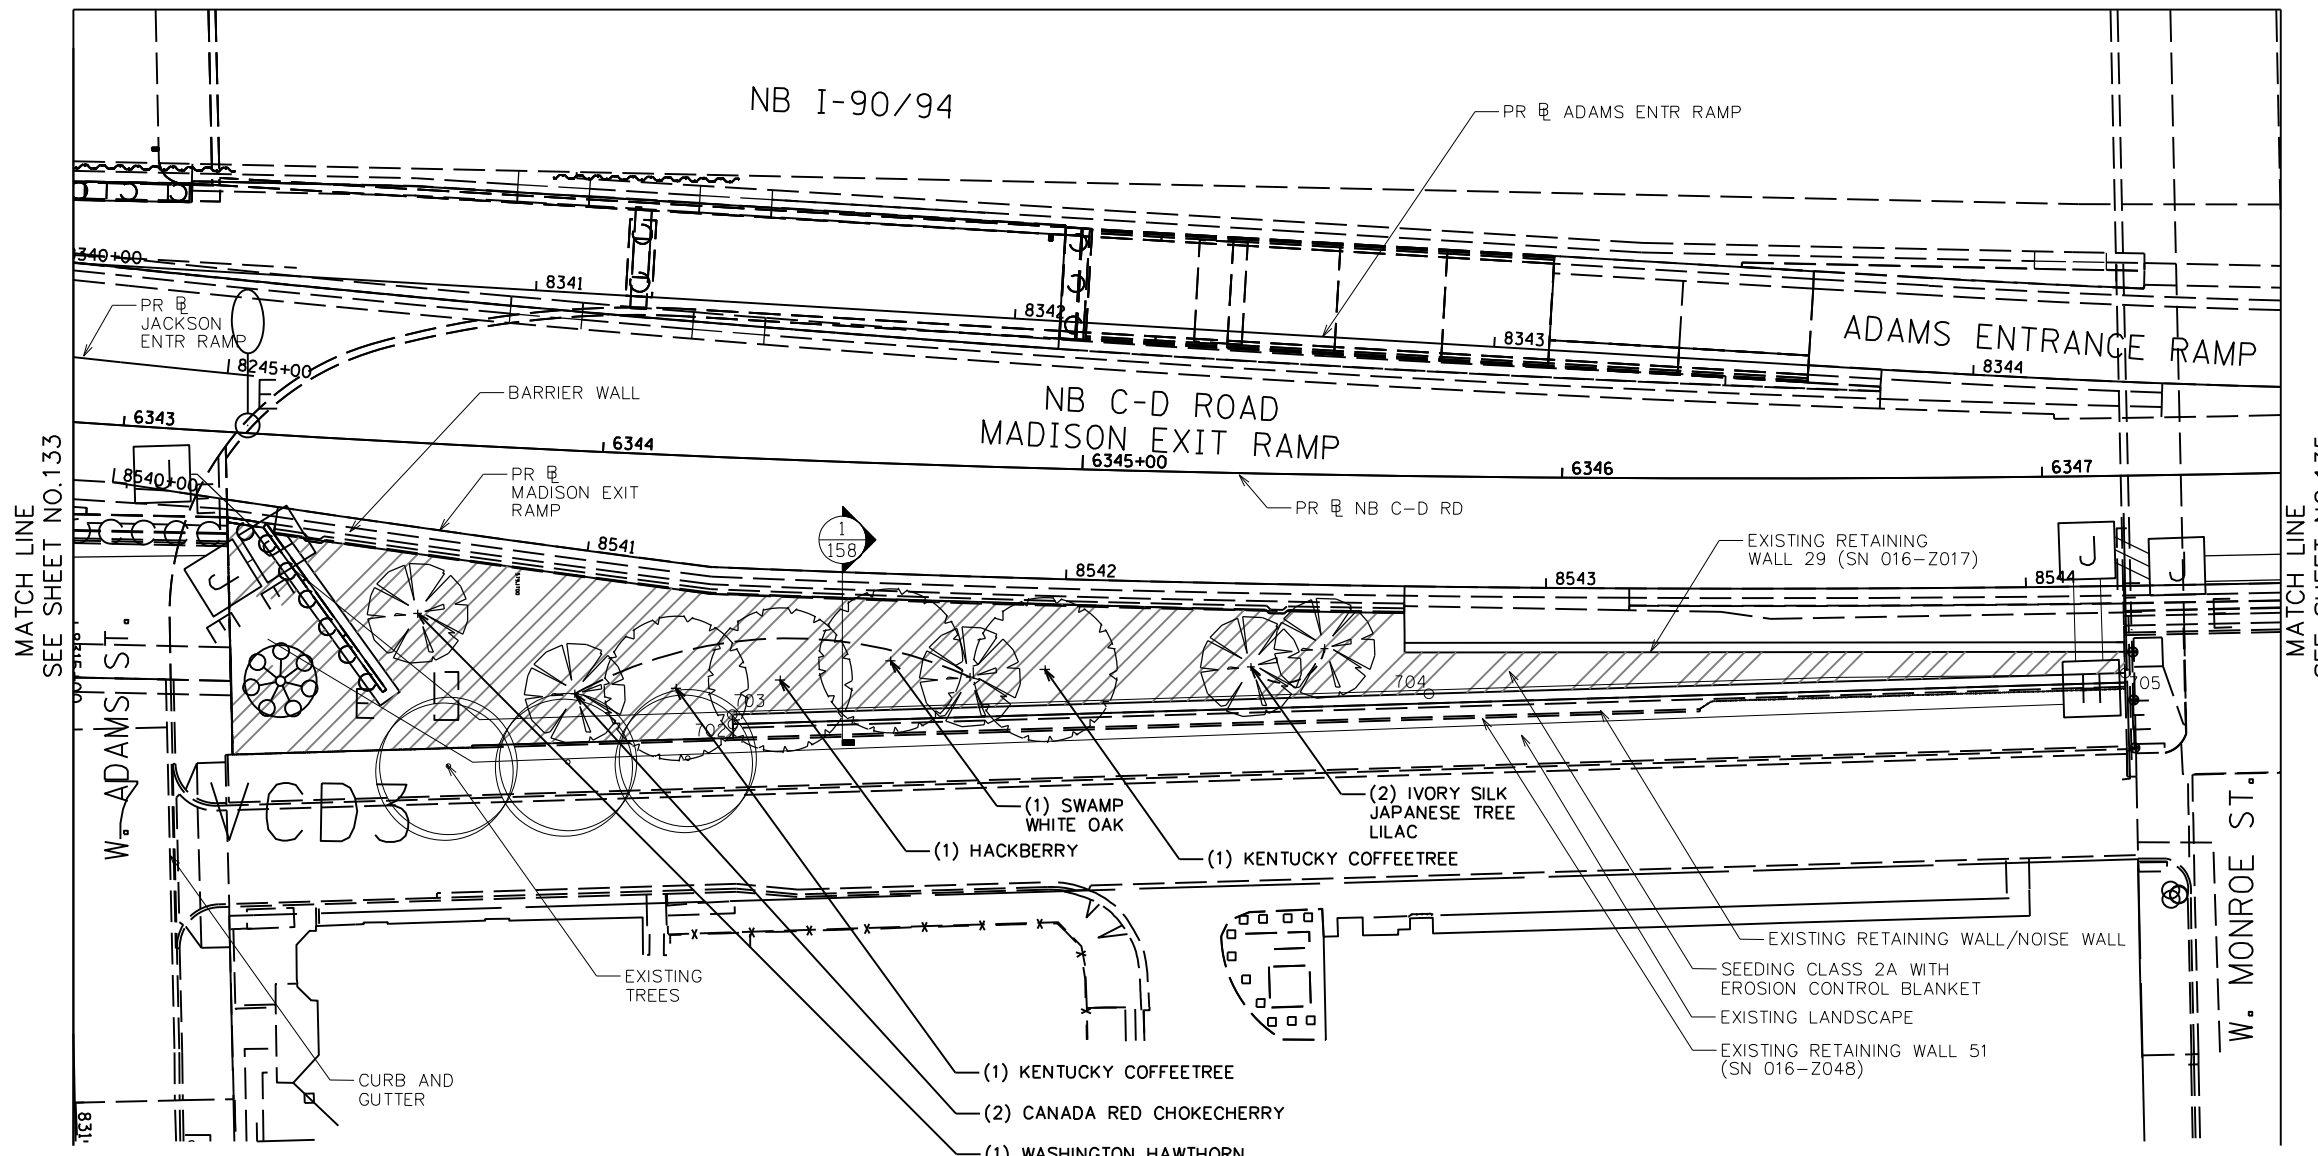 NB I-90/94
PR BL ADAMS ENTR RAMP
8341
8342
8343
8344
ADAMS ENTRANCE RAMP
PR BL
JACKSON
ENTR RAMP
8245+00
BARRIER WALL
NB C-D ROAD
MADISON EXIT RAMP
6343
6344
6345+00
6346
6347
MATCH LINE
SEE SHEET NO.133
8540+00
PR BL
MADISON EXIT
RAMP
PR BL NB C-D RD
1
158
8541
8542
8543
8544
EXISTING RETAINING
WALL 29 (SN 016-Z017)
J
J
J
J
H
E
E
E
E
703
704
705
W. ADAMS ST.
VCDS
(1) SWAMP
WHITE OAK
(1) HACKBERRY
(1) KENTUCKY COFFEETREE
(2) IVORY SILK
JAPANESE TREE
LILAC
EXISTING RETAINING WALL/NOISE WALL
SEEDING CLASS 2A WITH
EROSION CONTROL BLANKET
EXISTING LANDSCAPE
EXISTING RETAINING WALL 51
(SN 016-Z048)
EXISTING
TREES
CURB AND
GUTTER
(1) KENTUCKY COFFEETREE
(2) CANADA RED CHOKECHERRY
(1) WASHINGTON HAWTHORN
W. MONROE ST.
MATCH LINE